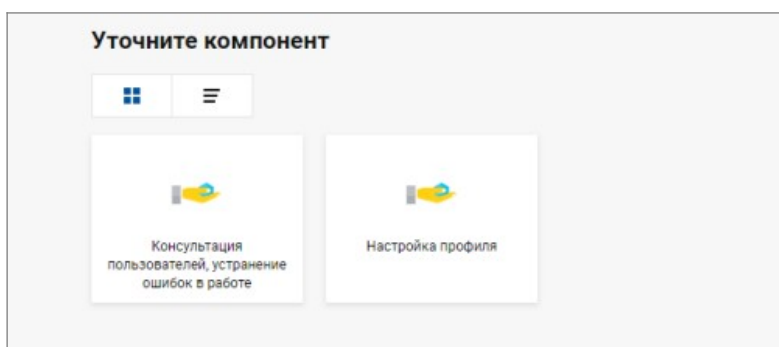 Уточните компонент
Консультация
пользователей, устранение
ошибок в работе
Настройка профиля